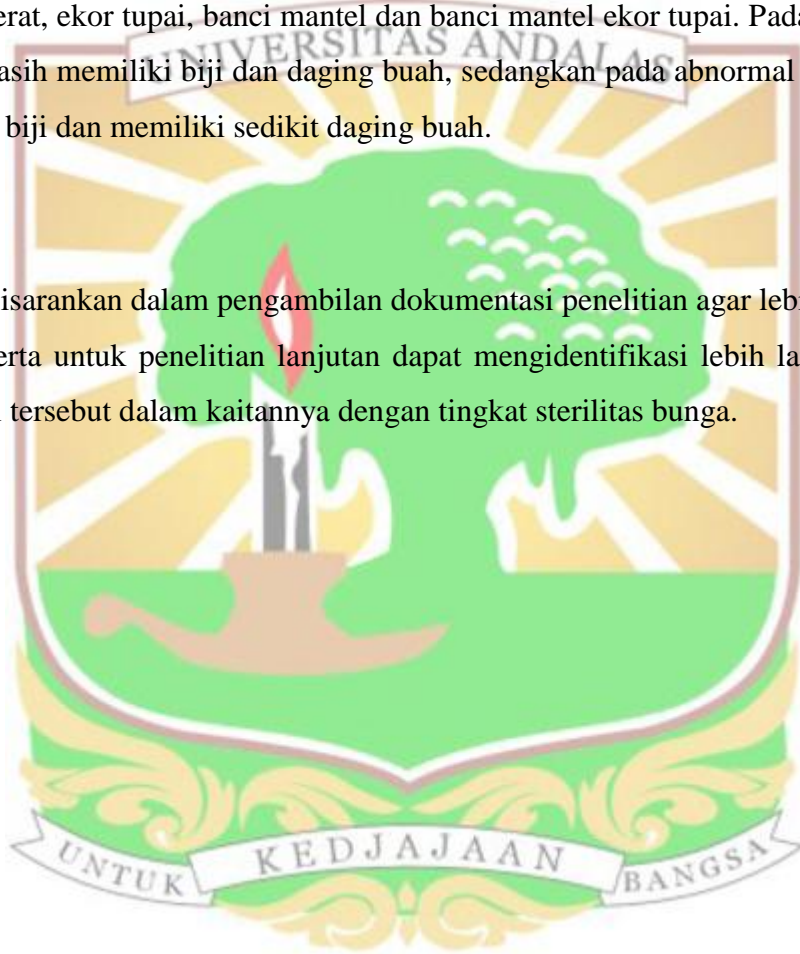 erat, ekor tupai, banci mantel dan banci mantel ekor tupai. Pada
UNIVERSITAS ANDALAS
asih memiliki biji dan daging buah, sedangkan pada abnormal
biji dan memiliki sedikit daging buah.
isarankan dalam pengambilan dokumentasi penelitian agar lebi
erta untuk penelitian lanjutan dapat mengidentifikasi lebih la
tersebut dalam kaitannya dengan tingkat sterilitas bunga.
UNTUK KEDJAJAAN BANGSA